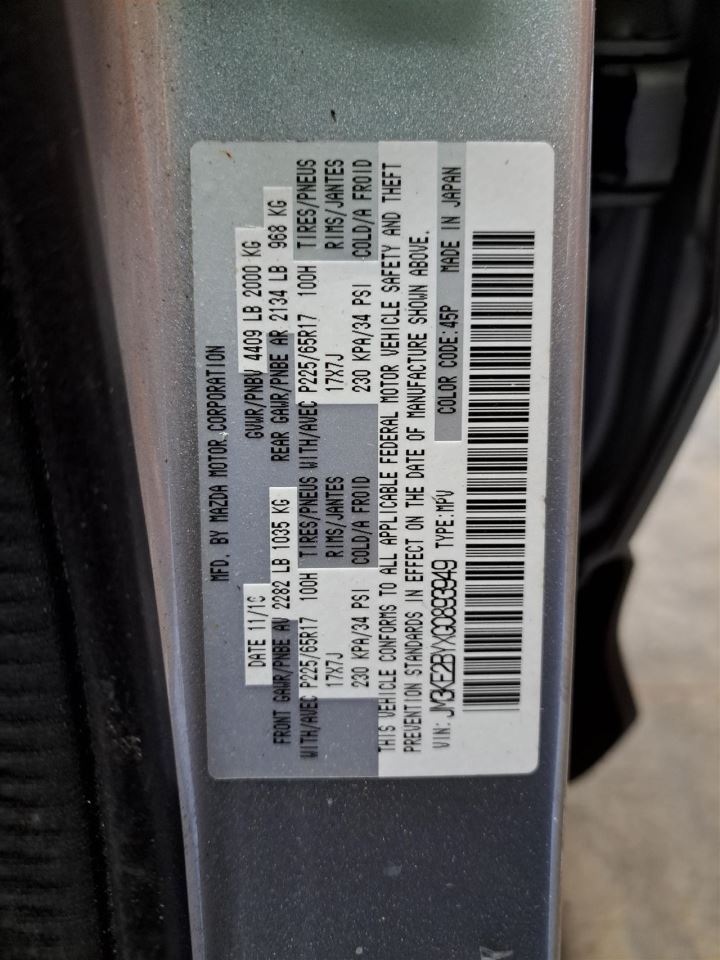 MFD. BY MAZDA MOTOR CORPORATION
DATE 11/16 GVWR/PNBV 4409 LB 2000 KG
FRONT GAWR/PNBE AV 2282 LB 1035 KG REAR GAWR/PNBE AR 2134 LB 968 KG
WITH/AVEC P225/65R17 100H TIRES/PNEUS WITH/AVEC P225/65R17 100H TIRES/PNEUS
17X7J RIMS/JANTES 17X7J RIMS/JANTES
230 KPA/34 PSI COLD/A FROID 230 KPA/34 PSI COLD/A FROID
THIS VEHICLE CONFORMS TO ALL APPLICABLE FEDERAL MOTOR VEHICLE SAFETY AND THEFT
PREVENTION STANDARDS IN EFFECT ON THE DATE OF MANUFACTURE SHOWN ABOVE.
VIN: JM3KE2BYXG0893949 TYPE:MPV COLOR CODE:45P MADE IN JAPAN